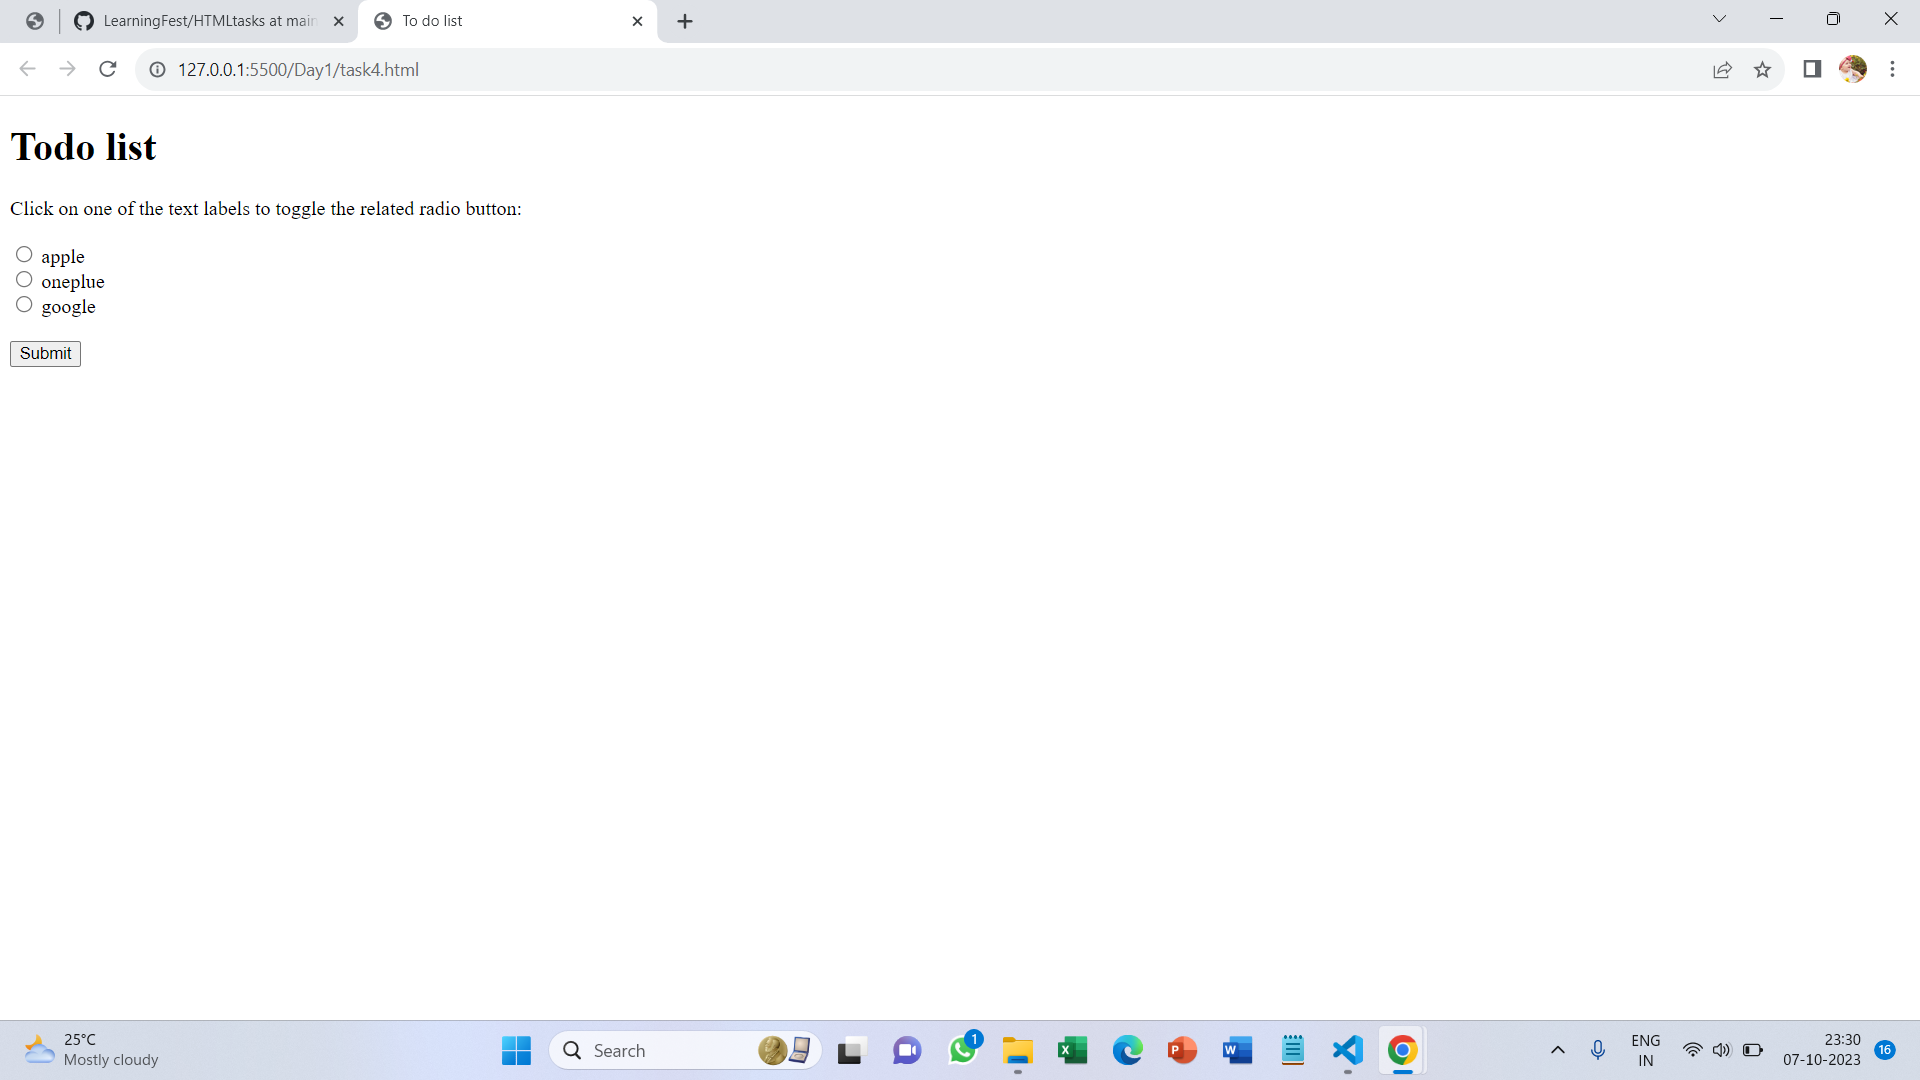 LearningFest/HTMLtasks at main
To do list
127.0.0.1:5500/Day1/task4.html
Todo list
Click on one of the text labels to toggle the related radio button:
apple
oneplue
google
Submit
25°C
Mostly cloudy
Search
1
ENG
IN
23:30
07-10-2023
16